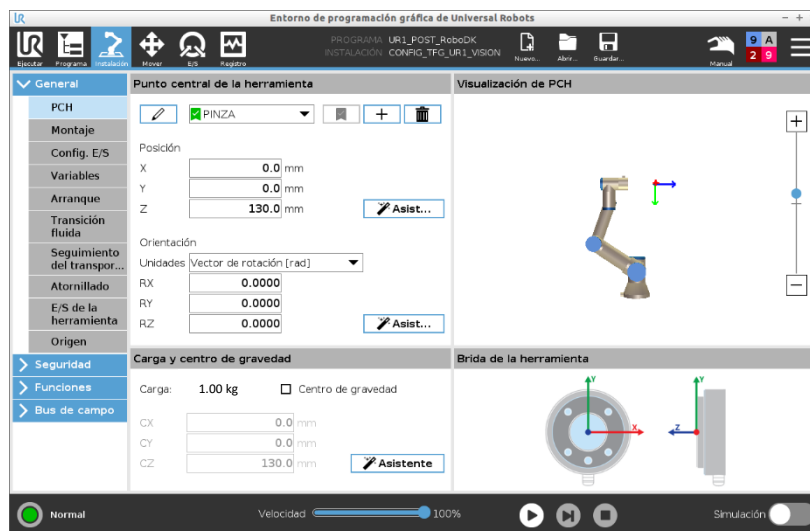 Entorno de programación gráfica de Universal Robots
UR
Ejecutar
Programa
Instalación
Mover
E/S
Registro
PROGRAMA UR1_POST_RoboDK
INSTALACIÓN CONFIG_TFG_UR1_VISION
Nuevo...
Abrir...
Guardar...
Manual
9 A
2 9
General
PCH
Montaje
Config. E/S
Variables
Arranque
Transición
fluida
Seguimiento
del transpor...
Atornillado
E/S de la
herramienta
Origen
Seguridad
Funciones
Bus de campo
Punto central de la herramienta
PINZA
Posición
X 0.0 mm
Y 0.0 mm
Z 130.0 mm
Asist...
Orientación
Unidades Vector de rotación [rad]
RX 0.0000
RY 0.0000
RZ 0.0000
Asist...
Carga y centro de gravedad
Carga: 1.00 kg Centro de gravedad
CX 0.0 mm
CY 0.0 mm
CZ 130.0 mm
Asistente
Visualización de PCH
Brida de la herramienta
Y
X
Y
Z
Normal
Velocidad 100%
Simulación